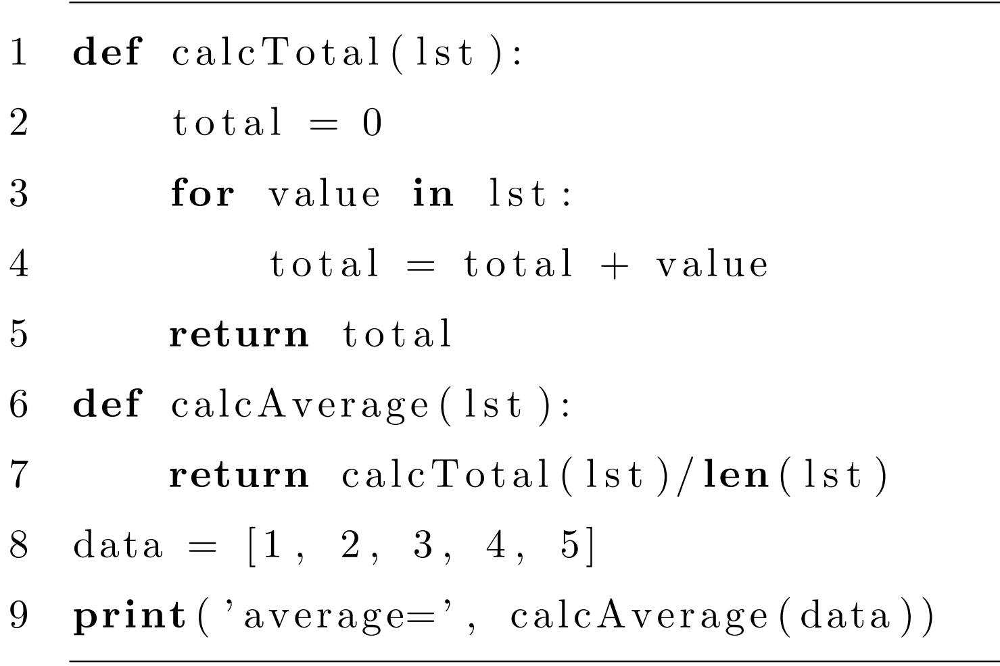 1 def calcTotal(lst):
2     total = 0
3     for value in lst:
4         total = total + value
5     return total
6 def calcAverage(lst):
7     return calcTotal(lst)/len(lst)
8 data = [1, 2, 3, 4, 5]
9 print('average=', calcAverage(data))